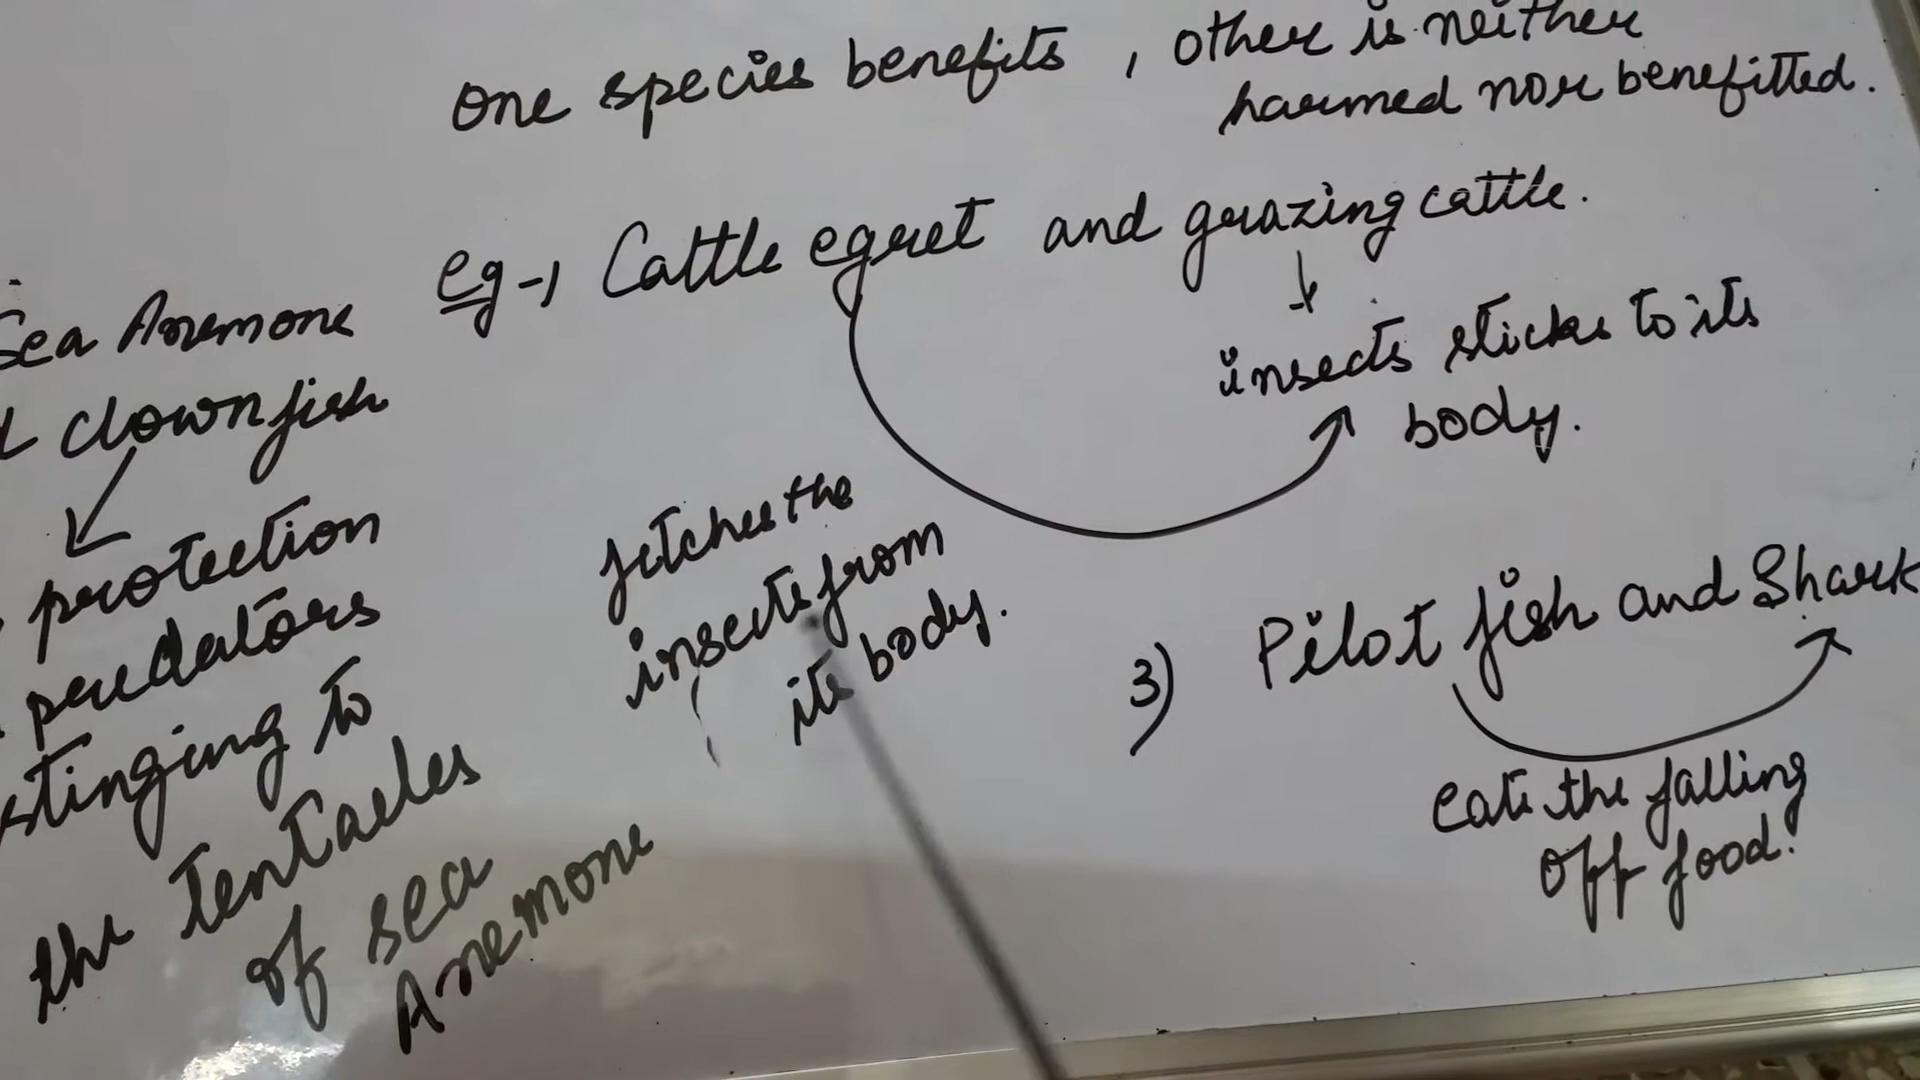 One species benefits, other is neither
harmed nor benefitted.
eg-1 Cattle egret and grazing cattle.
insects sticks to its
body.
fetches the
insects from
its body.
Sea Anemone
clownfish
protection
predators
stinging to
the tentacles
of sea
Anemone
3) Pilot fish and Shark
eats the falling
off food.